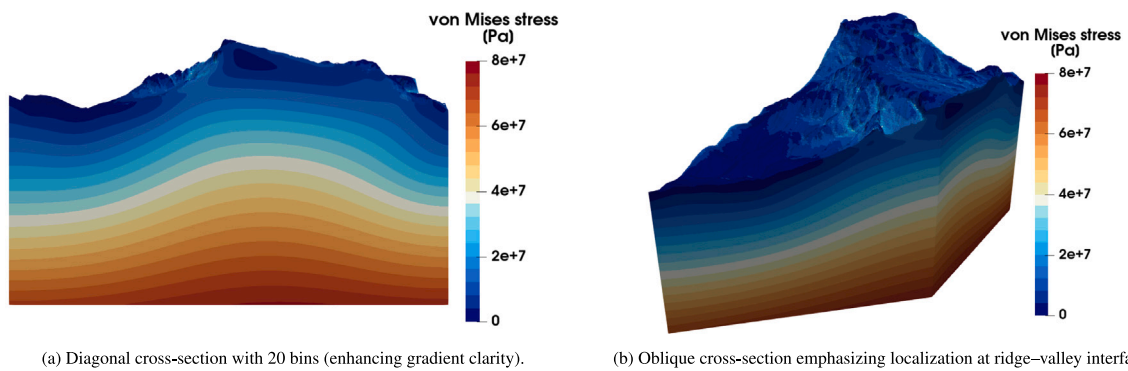 von Mises stress
(Pa)
8e+7
6e+7
4e+7
2e+7
0
(a) Diagonal cross-section with 20 bins (enhancing gradient clarity).
von Mises stress
(Pa)
8e+7
6e+7
4e+7
2e+7
0
(b) Oblique cross-section emphasizing localization at ridge–valley interfa